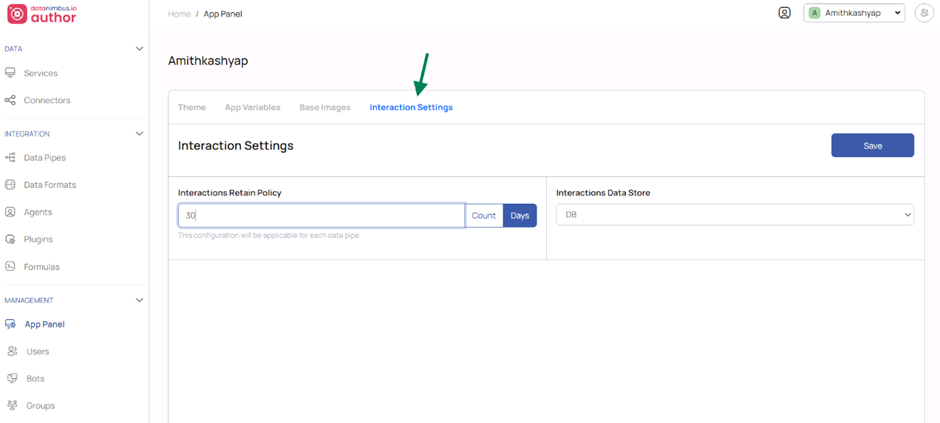 datanimbus.io
author
Home / App Panel
A Amithkashyap
DATA
Services
Connectors
INTEGRATION
Data Pipes
Data Formats
Agents
Plugins
Formulas
MANAGEMENT
App Panel
Users
Bots
Groups
Amithkashyap
Theme App Variables Base Images Interaction Settings
Interaction Settings Save
Interactions Retain Policy
30 Count Days
This configuration will be applicable for each data pipe
Interactions Data Store
DB